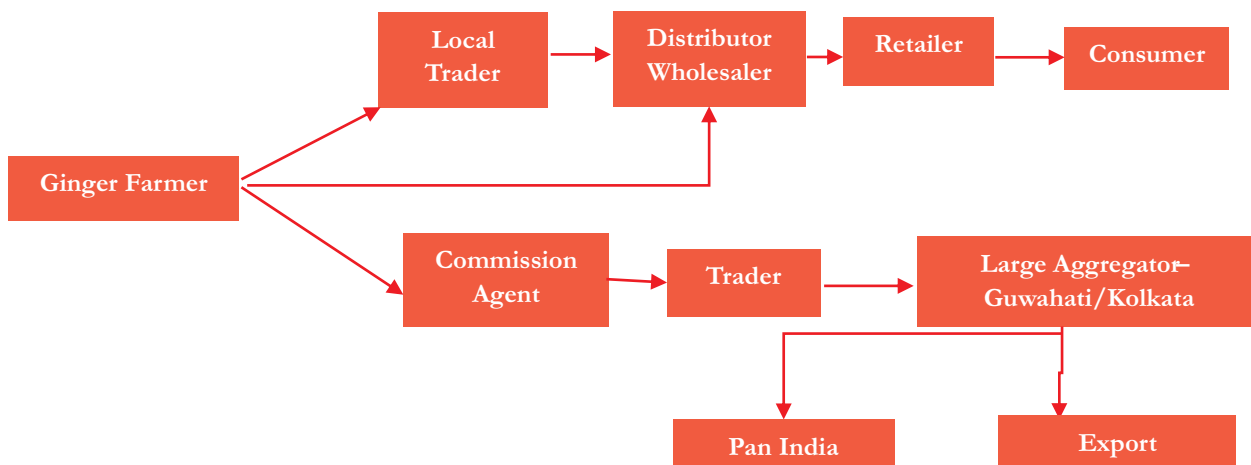 Local
Trader
Distributor
Wholesaler
Retailer
Consumer
Ginger Farmer
Commission
Agent
Trader
Large Aggregator–
Guwahati/Kolkata
Pan India
Export